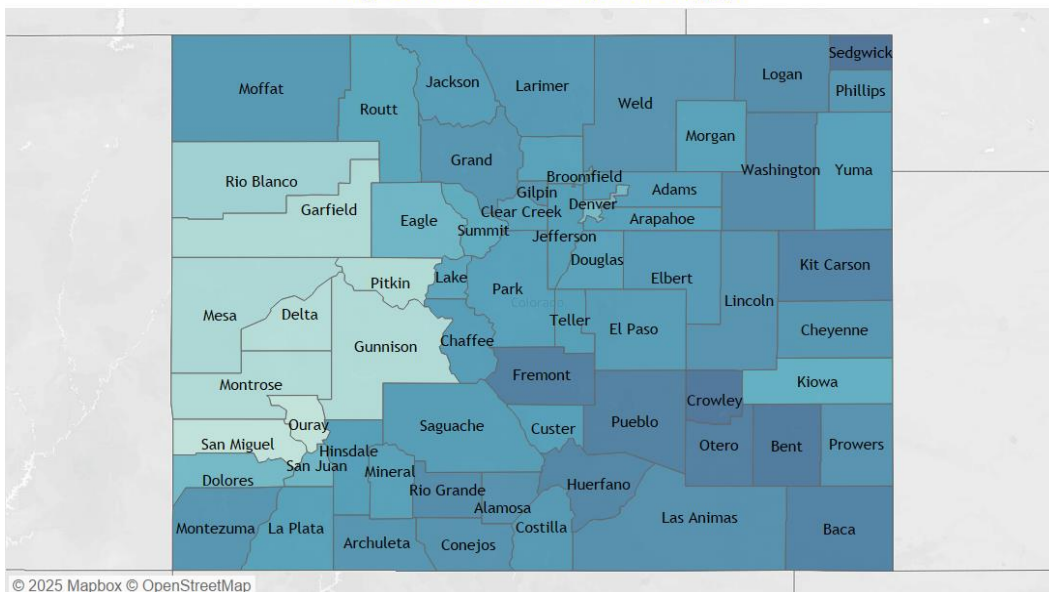 Sedgwick
Jackson
Logan
Larimer
Moffat
Phillips
Weld
Routt
Morgan
Grand
Washington
Yuma
Broomfield
Rio Blanco
Gilpin
Adams
Denver
Garfield
Clear Creek
Eagle
Arapahoe
Summit
Jefferson
Douglas
Kit Carson
Lake
Elbert
Pitkin
Park
Lincoln
Colorado
Mesa
Delta
Teller
El Paso
Cheyenne
Chaffee
Gunnison
Fremont
Kiowa
Montrose
Crowley
Pueblo
Ouray
Saguache
Custer
San Miguel
Otero
Bent
Prowers
Hinsdale
San Juan
Mineral
Dolores
Huerfano
Rio Grande
Alamosa
Las Animas
Montezuma
La Plata
Costilla
Baca
Archuleta
Conejos
© 2025 Mapbox © OpenStreetMap